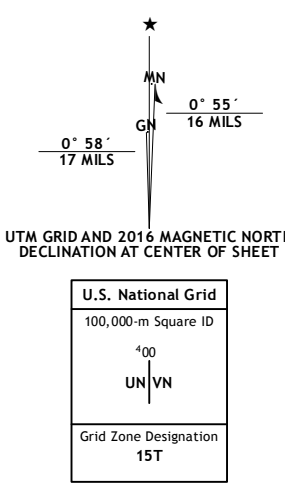 MN
GN
0° 55´
16 MILS
0° 58´
17 MILS
UTM GRID AND 2016 MAGNETIC NORT
DECLINATION AT CENTER OF SHEET
U.S. National Grid
100,000-m Square ID
400
UN VN
Grid Zone Designation
15T